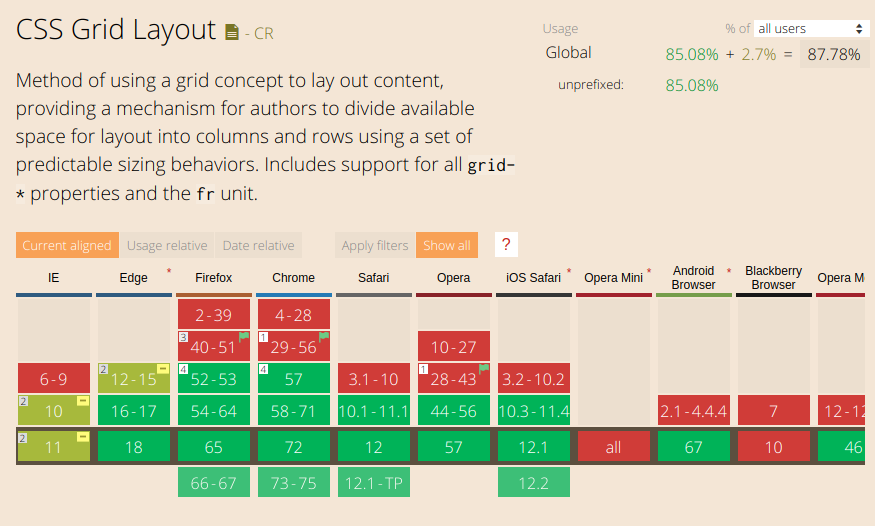 CSS Grid Layout - CR
Usage % of all users
Global 85.08% + 2.7% = 87.78%
unprefixed: 85.08%
Method of using a grid concept to lay out content,
providing a mechanism for authors to divide available
space for layout into columns and rows using a set of
predictable sizing behaviors. Includes support for all grid-
* properties and the fr unit.
Current aligned Usage relative Date relative Apply filters Show all ?
IE Edge * Firefox Chrome Safari Opera iOS Safari * Opera Mini * Android Browser * Blackberry Browser Opera Mo
2-39 4-28
3 40-51 1 29-56 10-27
6-9 2 12-15 4 52-53 4 57 3.1-10 1 28-43 3.2-10.2
2 10 16-17 54-64 58-71 10.1-11.1 44-56 10.3-11.4 2.1-4.4.4 7 12-12
2 11 18 65 72 12 57 12.1 all 67 10 46
66-67 73-75 12.1-TP 12.2